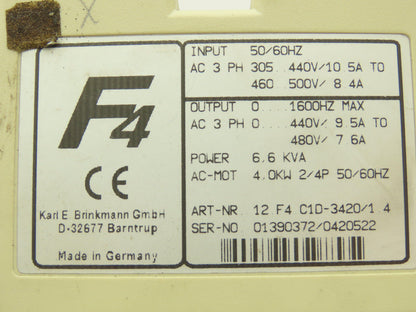 F4
CE
Karl E. Brinkmann GmbH
D-32677 Barntrup
Made in Germany
INPUT 50/60HZ
AC 3 PH 305...440V/10.5A TO
460..500V/ 8.4A
OUTPUT 0....1600HZ MAX
AC 3 PH 0....440V/ 9.5A TO
480V/ 7.6A
POWER 6.6 KVA
AC-MOT 4.0KW 2/4P 50/60HZ
ART-NR. 12.F4.C1D-3420/1.4
SER-NO. 01390372/0420522